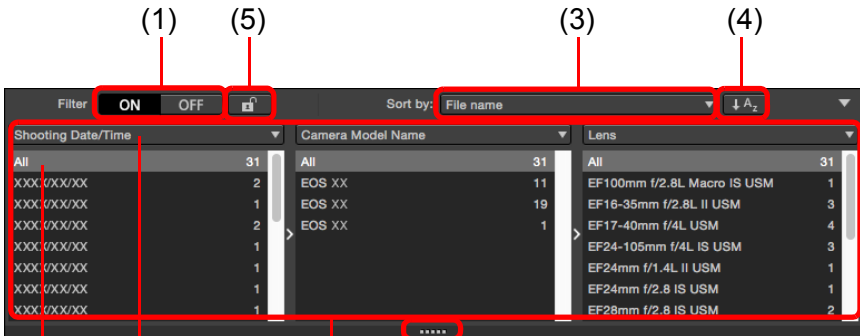 (1) (5) (3) (4)
Filter ON OFF Sort by: File name A Z
Shooting Date/Time Camera Model Name Lens
All 31 All 31 All 31
XXXX/XX/XX 2 EOS XX 11 EF100mm f/2.8L Macro IS USM 1
XXXX/XX/XX 1 EOS XX 19 EF16-35mm f/2.8L II USM 3
XXXX/XX/XX 2 EOS XX 1 EF17-40mm f/4L USM 4
XXXX/XX/XX 1 EF24-105mm f/4L IS USM 3
XXXX/XX/XX 1 EF24mm f/1.4L II USM 1
XXXX/XX/XX 1 EF24mm f/2.8 IS USM 1
XXXX/XX/XX 1 EF28mm f/2.8 IS USM 2